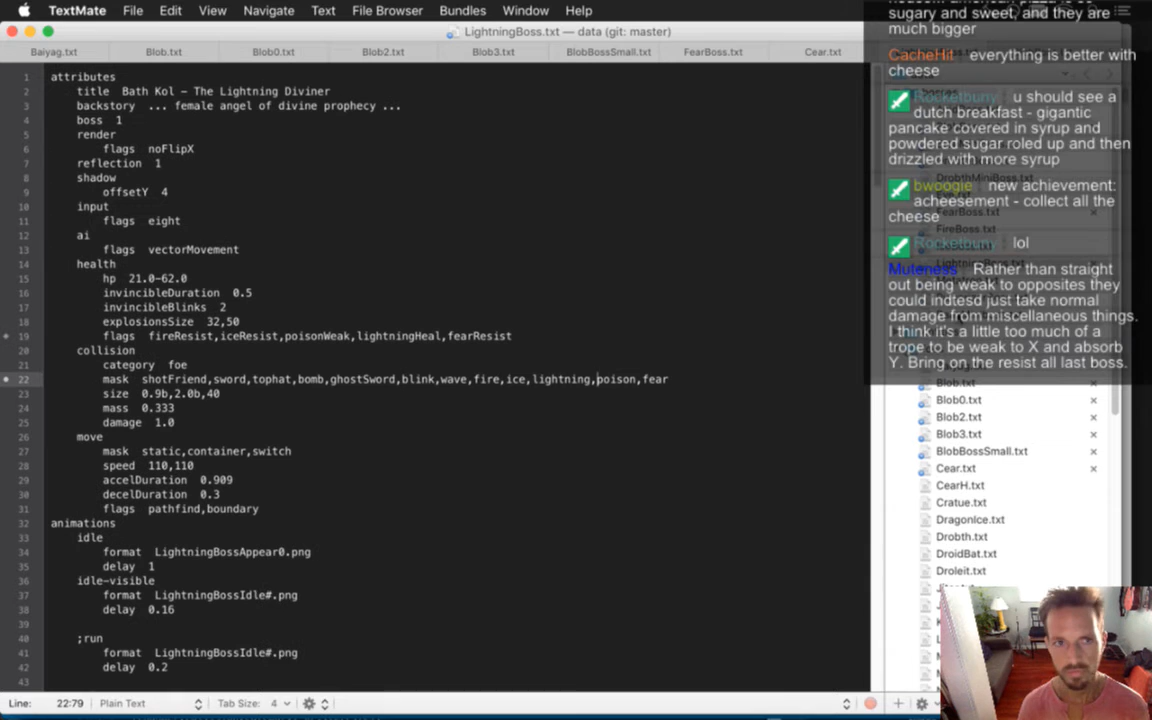 TextMate File Edit View Navigate Text File Browser Bundles Window Help
LightningBoss.txt — data (git: master)
Baiyag.txt Blob.txt Blob0.txt Blob2.txt Blob3.txt BlobBossSmall.txt FearBoss.txt Cear.txt
1 attributes
2 title Bath Kol – The Lightning Diviner
3 backstory ... female angel of divine prophecy ...
4 boss 1
5 render
6 flags noFlipX
7 reflection 1
8 shadow
9 offsetY 4
10 input
11 flags eight
12 ai
13 flags vectorMovement
14 health
15 hp 21.0-62.0
16 invincibleDuration 0.5
17 invincibleBlinks 2
18 explosionsSize 32,50
19 flags fireResist,iceResist,poisonWeak,lightningHeal,fearResist
20 collision
21 category foe
22 mask shotFriend,sword,tophat,bomb,ghostSword,blink,wave,fire,ice,lightning,poison,fear
23 size 0.9b,2.0b,40
24 mass 0.333
25 damage 1.0
26 move
27 mask static,container,switch
28 speed 110,110
29 accelDuration 0.909
30 decelDuration 0.3
31 flags pathfind,boundary
32 animations
33 idle
34 format LightningBossAppear0.png
35 delay 1
36 idle-visible
37 format LightningBossIdle#.png
38 delay 0.16
39
40 ;run
41 format LightningBossIdle#.png
42 delay 0.2
43
Line: 22:79 Plain Text Tab Size: 4
sugary and sweet, and they are
much bigger
CacheHit everything is better with
cheese
Rocketbuny u should see a
dutch breakfast - gigantic
pancake covered in syrup and
powdered sugar roled up and then
drizzled with more syrup
DrobthMiniBoss.txt
bwoogie new achievement:
acheesement - collect all the
cheese
FearBoss.txt
FireBoss.txt
Rocketbuny lol
Muteness Rather than straight
out being weak to opposites they
could indtesd just take normal
damage from miscellaneous things.
I think it's a little too much of a
trope to be weak to X and absorb
Y. Bring on the resist all last boss.
Blob.txt
Blob0.txt
Blob2.txt
Blob3.txt
BlobBossSmall.txt
Cear.txt
CearH.txt
Cratue.txt
DragonIce.txt
Drobth.txt
DroidBat.txt
Droleit.txt